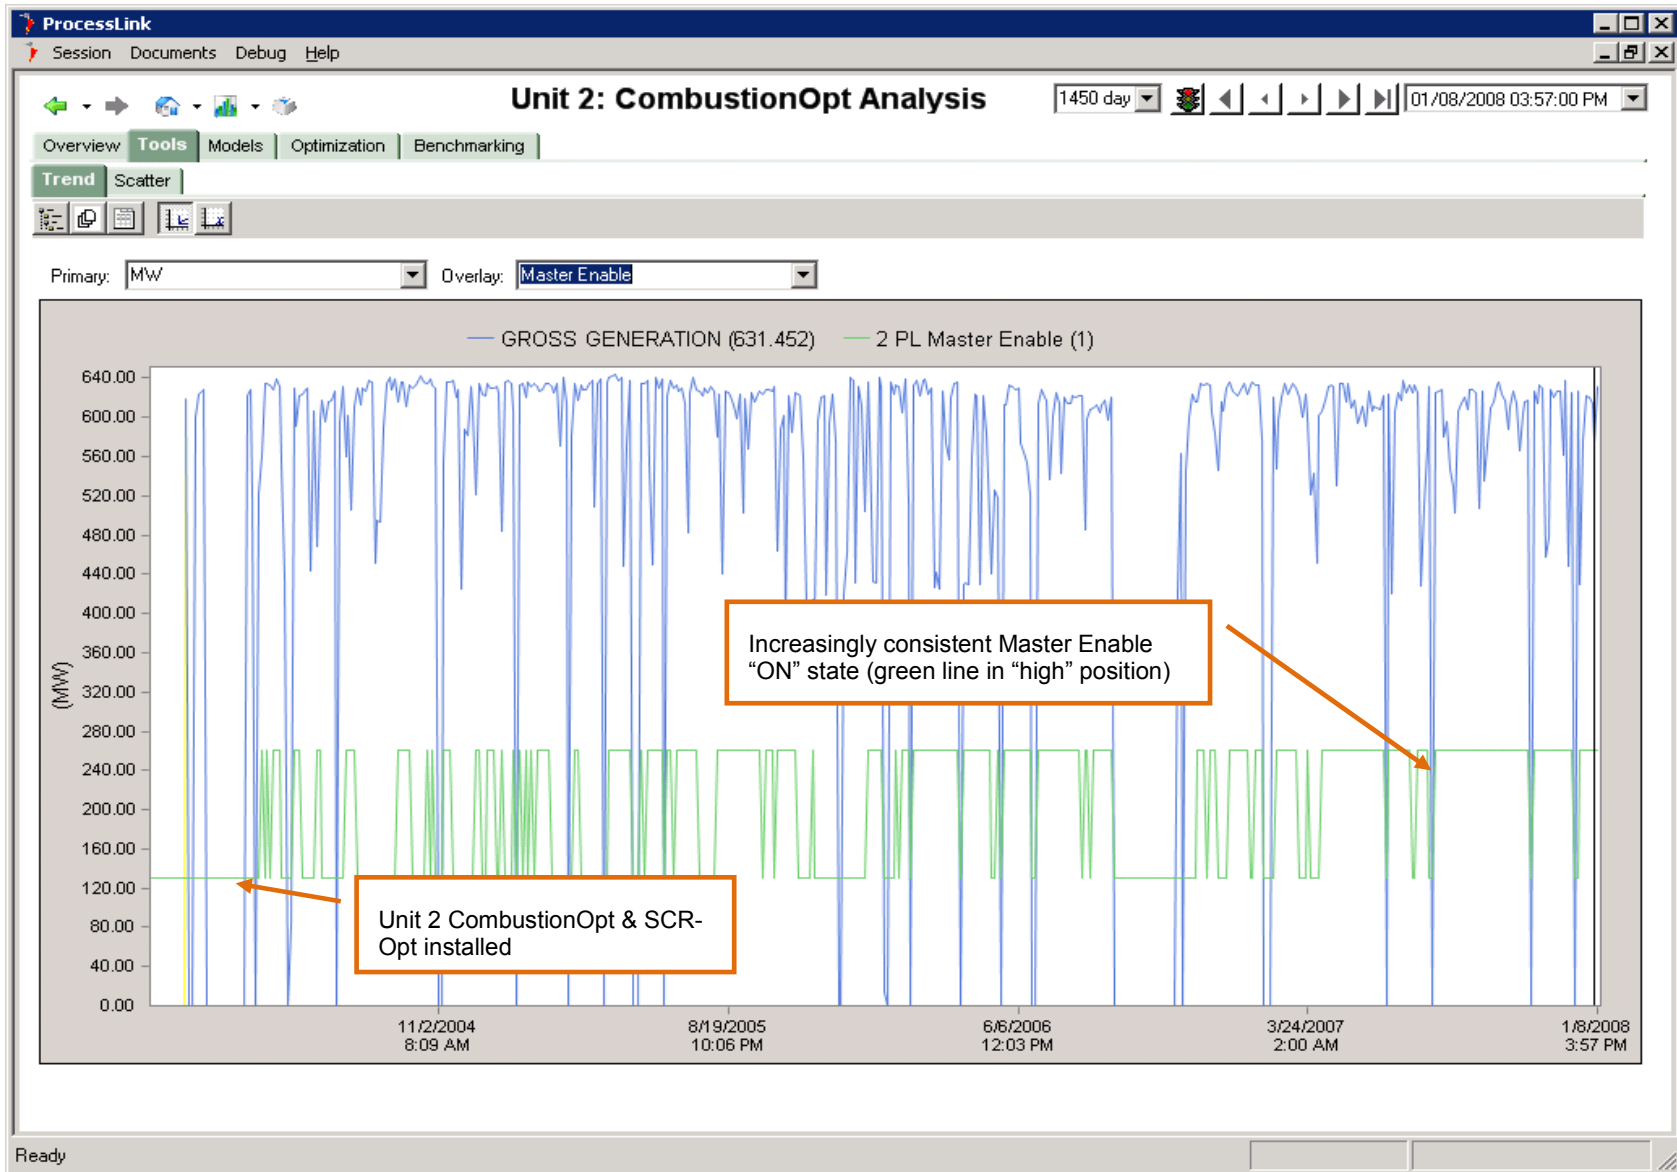 ProcessLink
Session Documents Debug Help
Unit 2: CombustionOpt Analysis
1450 day
01/08/2008 03:57:00 PM
Overview Tools Models Optimization Benchmarking
Trend Scatter
Primary: MW Overlay: Master Enable
GROSS GENERATION (631.452) 2 PL Master Enable (1)
640.00
600.00
560.00
520.00
480.00
440.00
400.00
360.00
320.00
280.00
240.00
200.00
160.00
120.00
80.00
40.00
0.00
(MW)
Increasingly consistent Master Enable
“ON” state (green line in “high” position)
Unit 2 CombustionOpt & SCR-
Opt installed
11/2/2004 8/19/2005 6/6/2006 3/24/2007 1/8/2008
8:09 AM 10:06 PM 12:03 PM 2:00 AM 3:57 PM
Ready